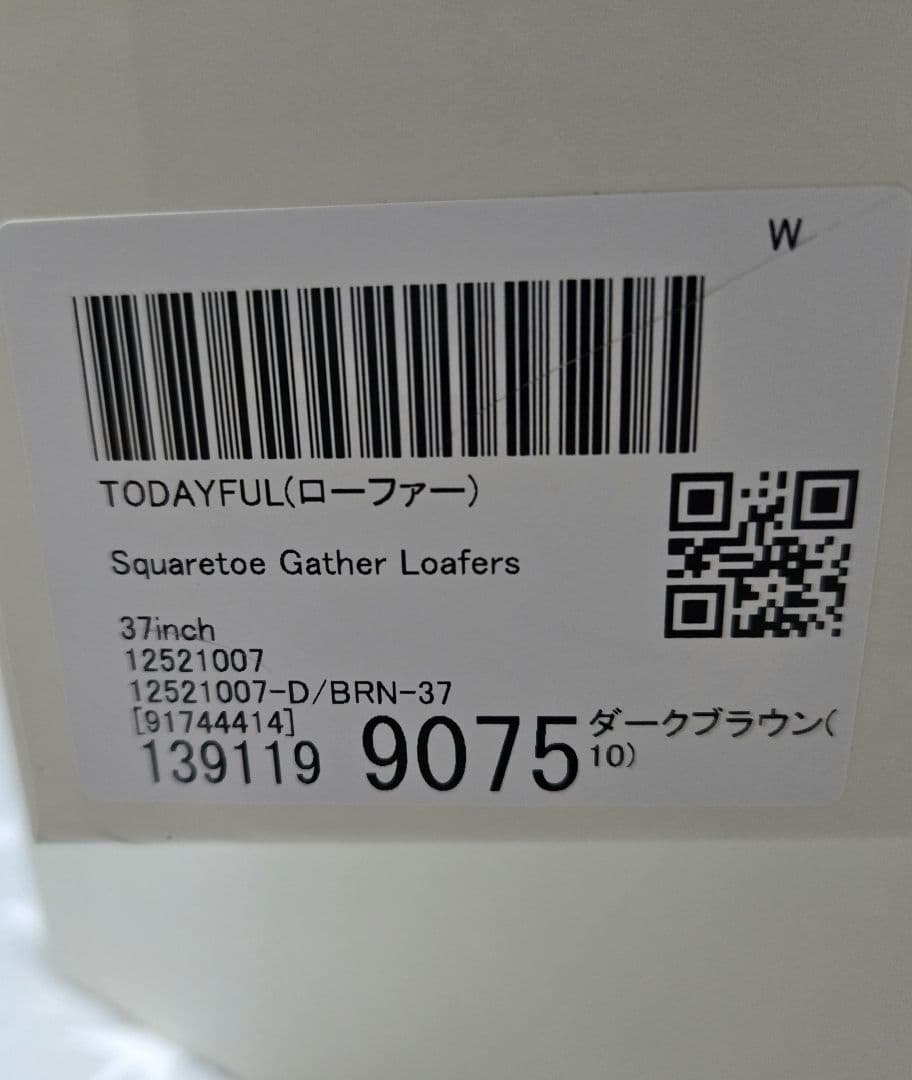 W
TODAYFUL(ローファー)
Squaretoe Gather Loafers
37inch
12521007
12521007-D/BRN-37
[91744414]
139119 9075 ダークブラウン(
10)